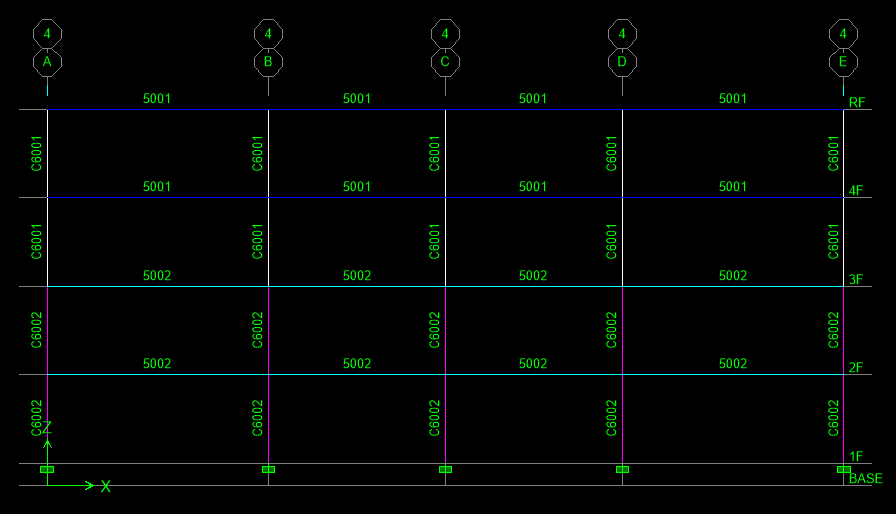 4 4 4 4 4
A B C D E
5001 5001 5001 5001
RF
C6001 C6001 C6001 C6001 C6001
5001 5001 5001 5001
4F
C6001 C6001 C6001 C6001 C6001
5002 5002 5002 5002
3F
C6002 C6002 C6002 C6002 C6002
5002 5002 5002 5002
2F
C6002 C6002 C6002 C6002 C6002
Z
1F
BASE
X